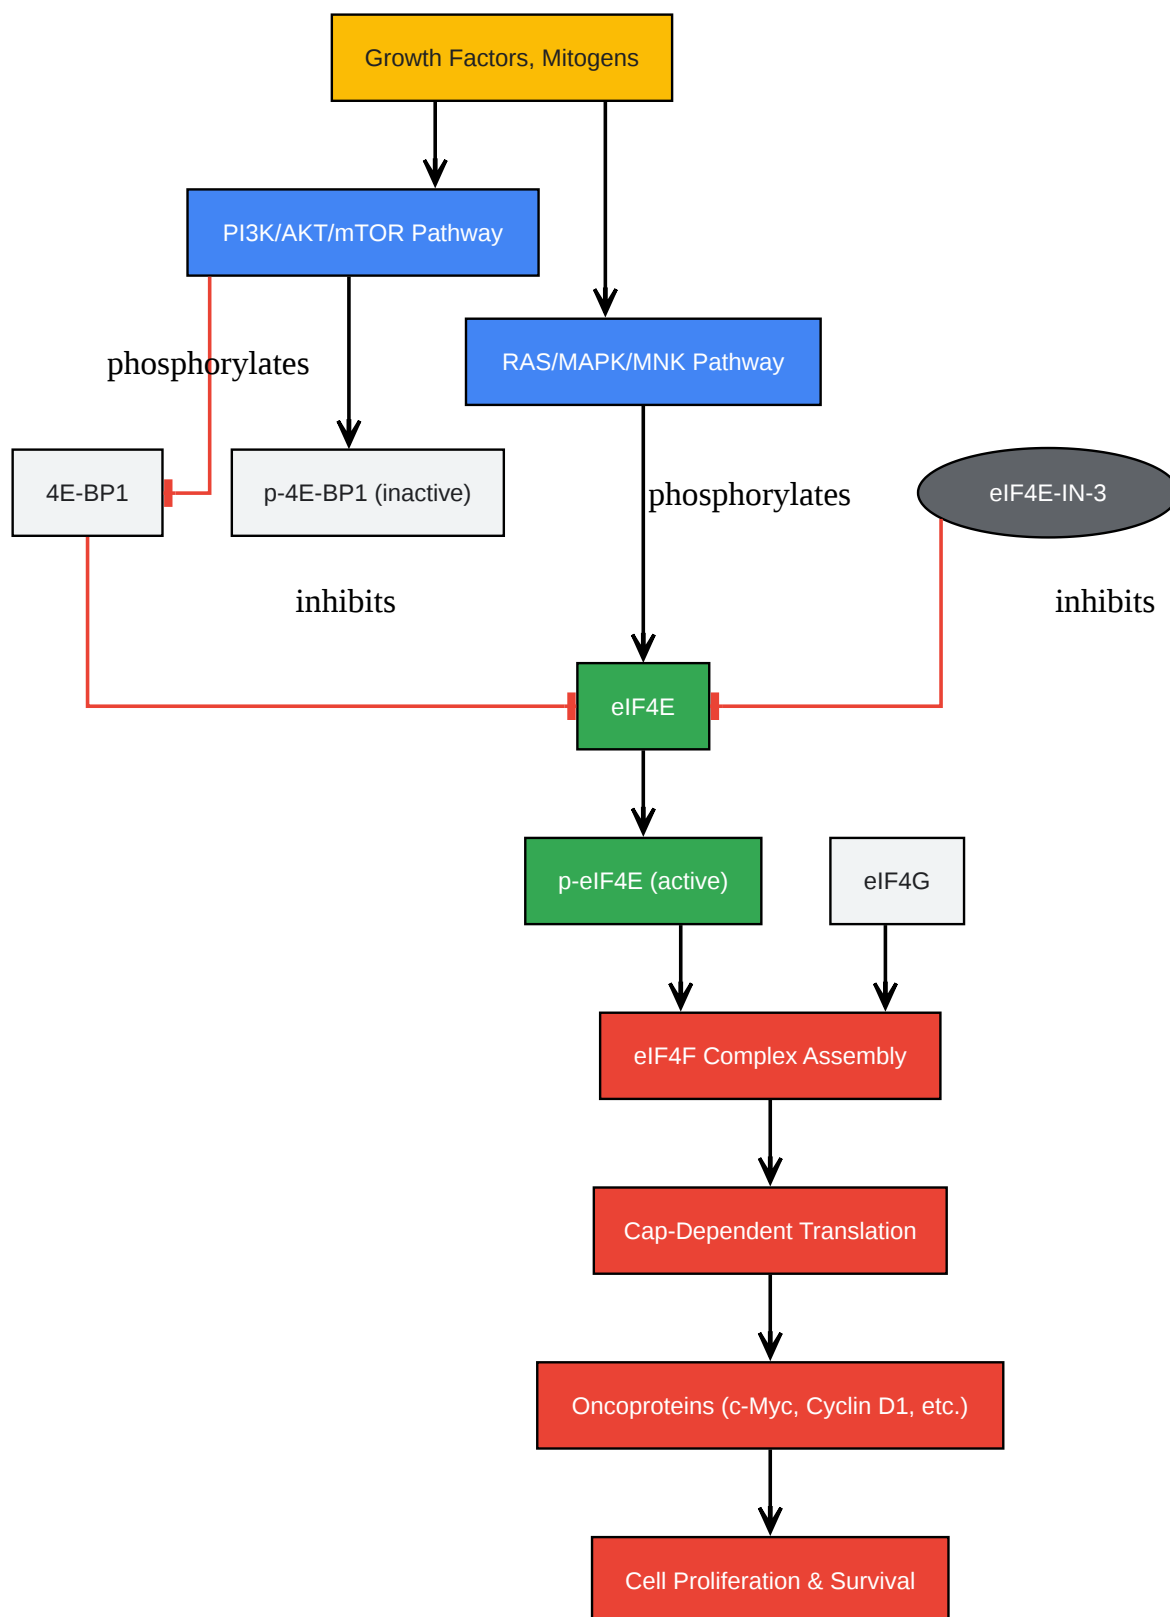 Growth Factors, Mitogens
PI3K/AKT/mTOR Pathway
phosphorylates
RAS/MAPK/MNK Pathway
4E-BP1
p-4E-BP1 (inactive)
phosphorylates
eIF4E-IN-3
inhibits
inhibits
eIF4E
p-eIF4E (active)
eIF4G
eIF4F Complex Assembly
Cap-Dependent Translation
Oncoproteins (c-Myc, Cyclin D1, etc.)
Cell Proliferation & Survival